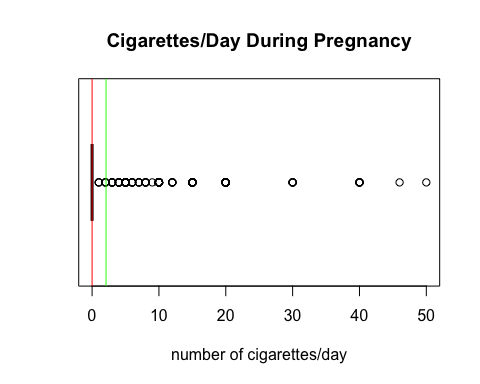 Cigarettes/Day During Pregnancy
0 10 20 30 40 50
number of cigarettes/day